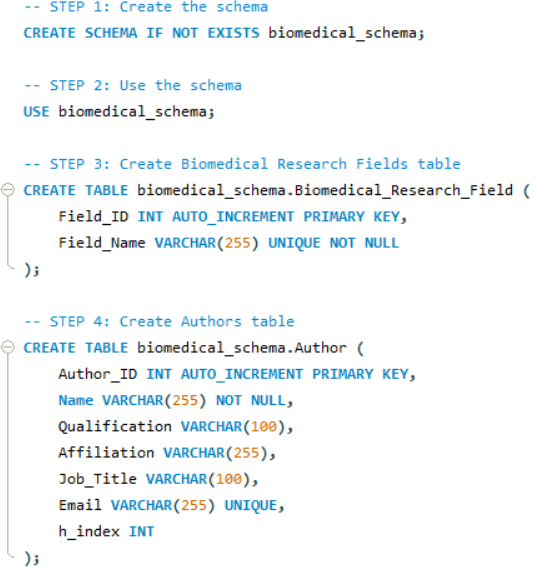 -- STEP 1: Create the schema
CREATE SCHEMA IF NOT EXISTS biomedical_schema;
-- STEP 2: Use the schema
USE biomedical_schema;
-- STEP 3: Create Biomedical Research Fields table
CREATE TABLE biomedical_schema.Biomedical_Research_Field (
Field_ID INT AUTO_INCREMENT PRIMARY KEY,
Field_Name VARCHAR(255) UNIQUE NOT NULL
);
-- STEP 4: Create Authors table
CREATE TABLE biomedical_schema.Author (
Author_ID INT AUTO_INCREMENT PRIMARY KEY,
Name VARCHAR(255) NOT NULL,
Qualification VARCHAR(100),
Affiliation VARCHAR(255),
Job_Title VARCHAR(100),
Email VARCHAR(255) UNIQUE,
h_index INT
);